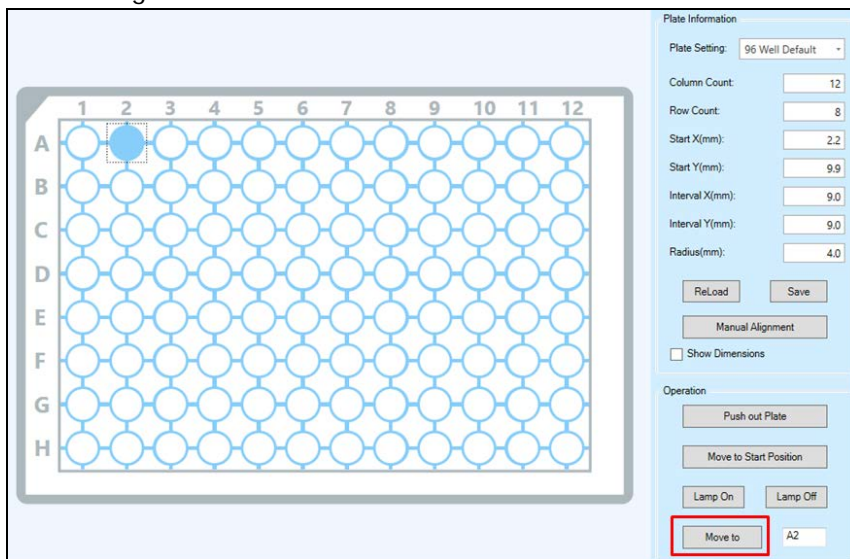 Plate Information
Plate Setting: 96 Well Default
Column Count: 12
Row Count: 8
Start X(mm): 2.2
Start Y(mm): 9.9
Interval X(mm): 9.0
Interval Y(mm): 9.0
Radius(mm): 4.0
ReLoad Save
Manual Alignment
Show Dimensions
Operation
Push out Plate
Move to Start Position
Lamp On Lamp Off
Move to A2
1 2 3 4 5 6 7 8 9 10 11 12
A
B
C
D
E
F
G
H